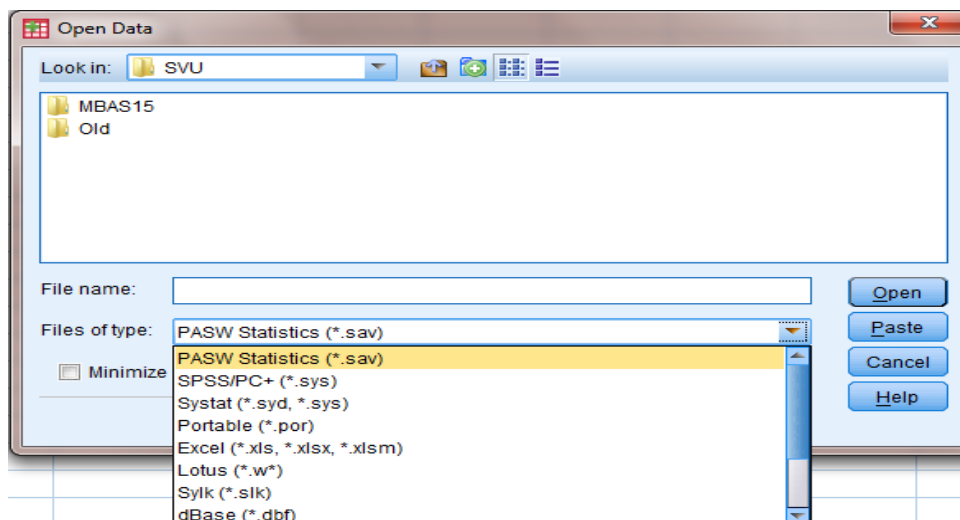 Open Data
Look in: SVU
MBAS15
Old
File name:
Open
Files of type: PASW Statistics (*.sav)
Paste
PASW Statistics (*.sav)
Minimize
Cancel
SPSS/PC+ (*.sys)
Systat (*.syd, *.sys)
Help
Portable (*.por)
Excel (*.xls, *.xlsx, *.xlsm)
Lotus (*.w*)
Sylk (*.slk)
dBase (*.dbf)